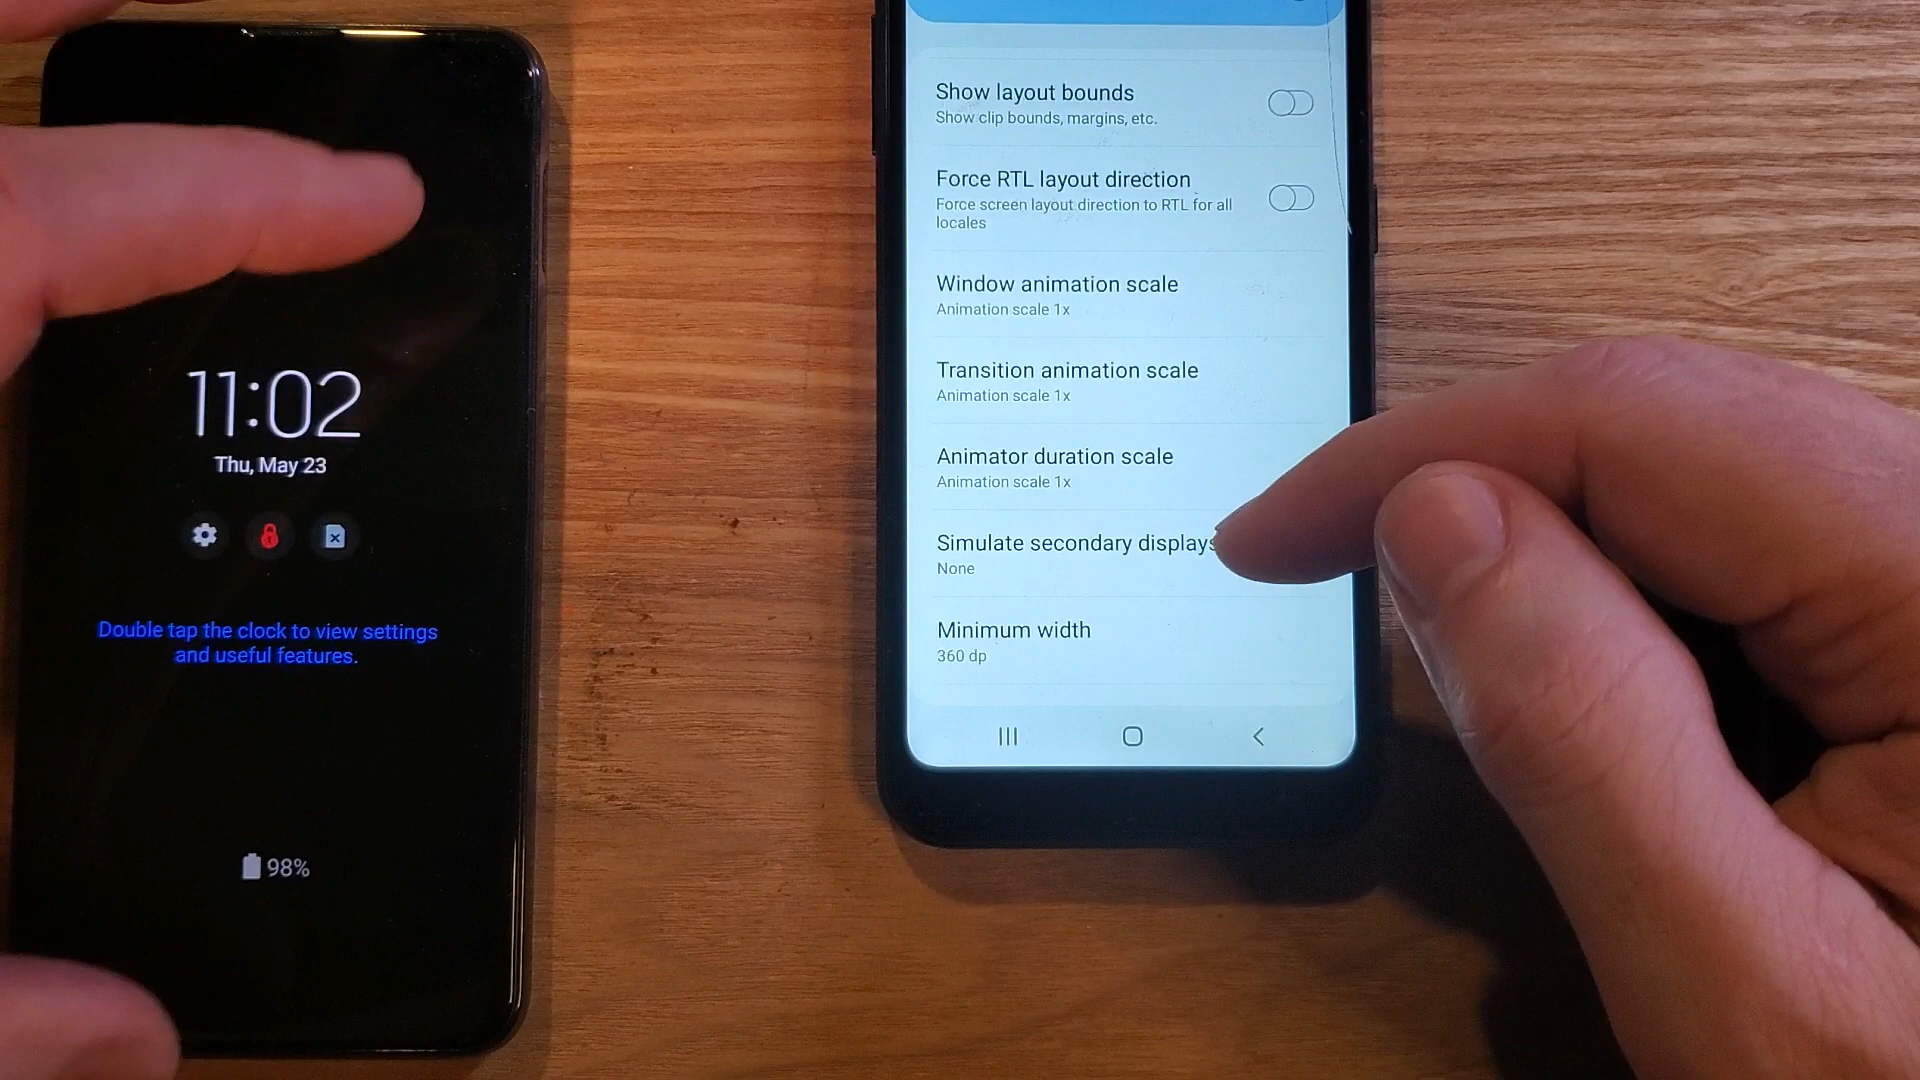 11:02
Thu, May 23
Double tap the clock to view settings
and useful features.
98%
Show layout bounds
Show clip bounds, margins, etc.
Force RTL layout direction
Force screen layout direction to RTL for all
locales
Window animation scale
Animation scale 1x
Transition animation scale
Animation scale 1x
Animator duration scale
Animation scale 1x
Simulate secondary displays
None
Minimum width
360 dp